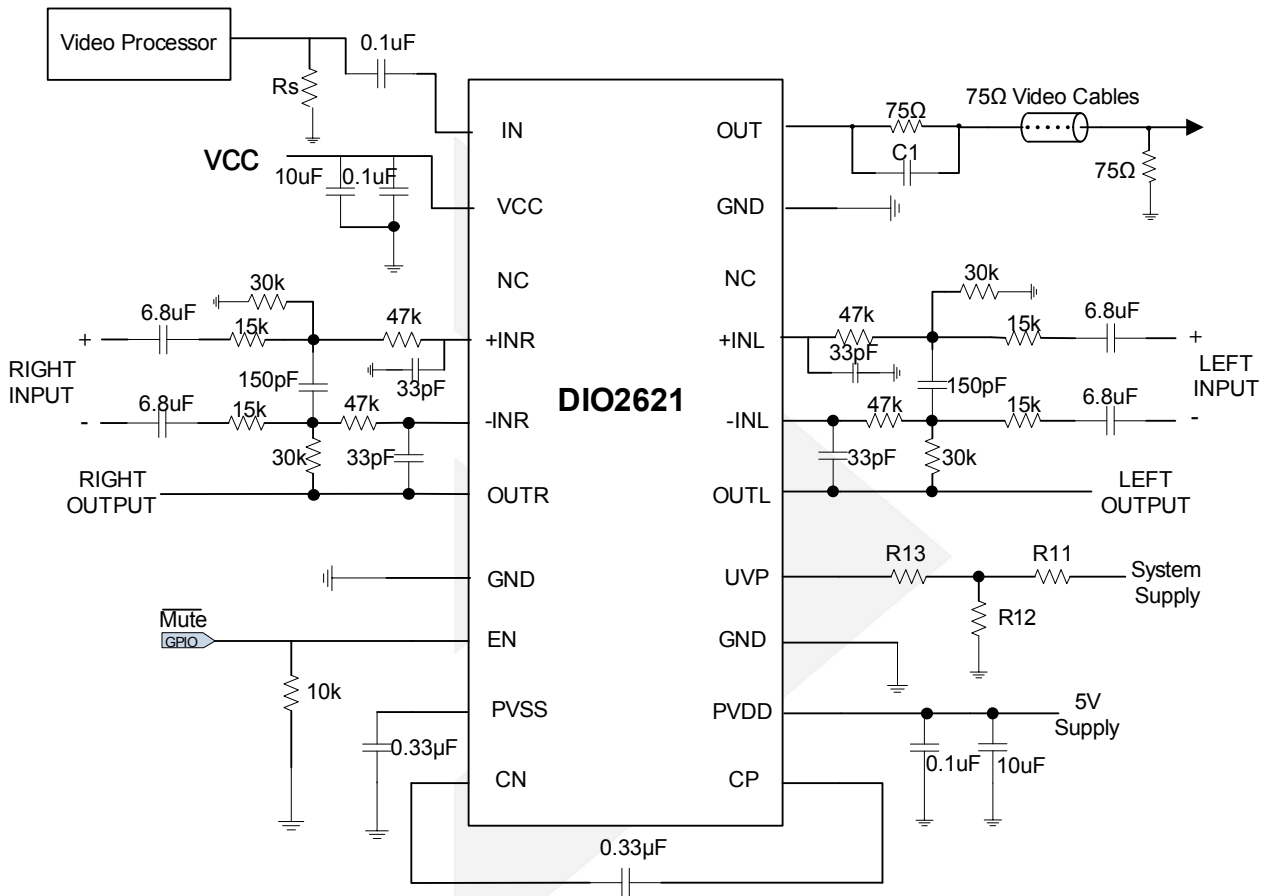 Video Processor
0.1uF
Rs
IN
OUT
75Ω
C1
75Ω Video Cables
75Ω
VCC
10uF
0.1uF
VCC
GND
NC
NC
30k
6.8uF
15k
47k
+
+INR
33pF
RIGHT
INPUT
150pF
6.8uF
15k
47k
-
-INR
30k
33pF
RIGHT
OUTPUT
OUTR
DIO2621
30k
+INL
47k
33pF
15k
6.8uF
+
LEFT
INPUT
150pF
-INL
47k
15k
6.8uF
-
33pF
30k
OUTL
LEFT
OUTPUT
GND
UVP
R13
R11
System
Supply
R12
Mute
GPIO
EN
GND
10k
PVSS
0.33µF
PVDD
5V
Supply
0.1uF
10uF
CN
CP
0.33µF